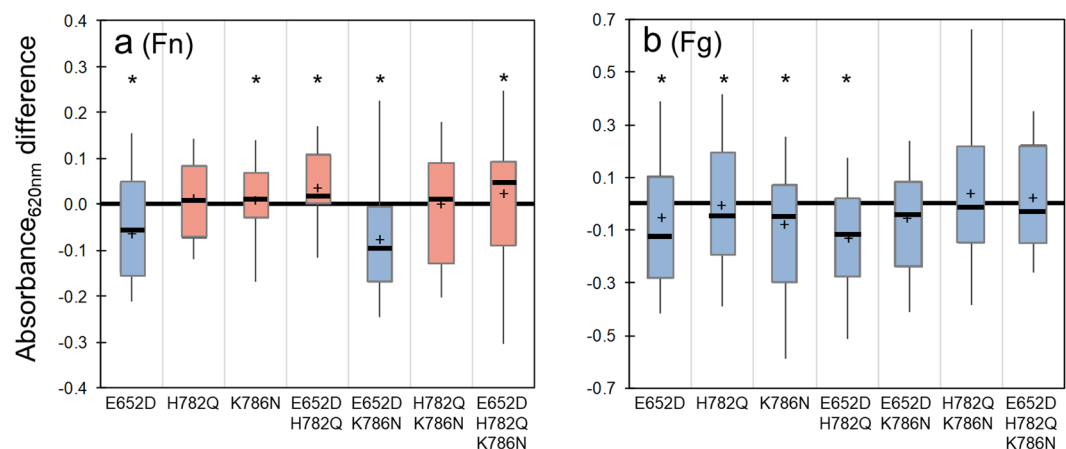 Absorbance620nm difference
a (Fn)
0.4
0.3
0.2
0.1
0.0
-0.1
-0.2
-0.3
-0.4
* * * * *
+ + + + + + +
E652D H782Q K786N E652D E652D H782Q E652D
H782Q K786N K786N H782Q
K786N
b (Fg)
0.7
0.5
0.3
0.1
-0.1
-0.3
-0.5
-0.7
* * * *
+ + + + + + +
E652D H782Q K786N E652D E652D H782Q E652D
H782Q K786N K786N H782Q
K786N